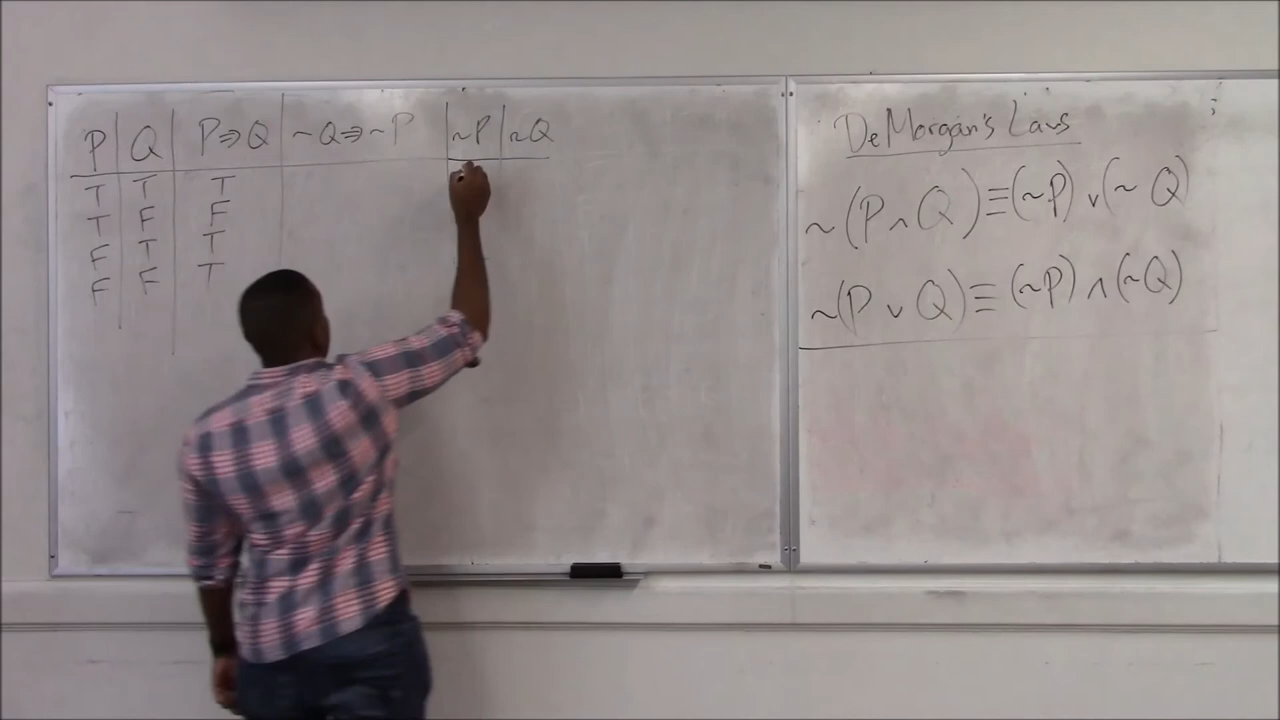 P Q P⇒Q ~Q⇒~P ~P ~Q
T T T
T F F
F T T
F F T
DeMorgan's Laws
~(P ∧ Q) ≡ (~P) ∨ (~Q)
~(P ∨ Q) ≡ (~P) ∧ (~Q)